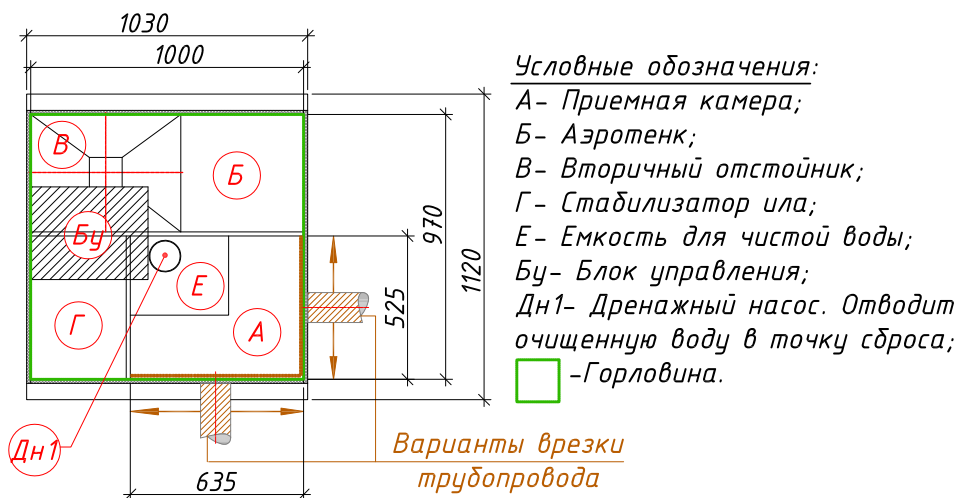 1030
1000
В
Б
Бу
Е
Г
А
Дн1
970
1120
525
635
Условные обозначения:
А- Приемная камера;
Б- Аэротенк;
В- Вторичный отстойник;
Г- Стабилизатор ила;
Е- Емкость для чистой воды;
Бу- Блок управления;
Дн1- Дренажный насос. Отводит
очищенную воду в точку сброса;
-Горловина.
Варианты врезки
трубопровода